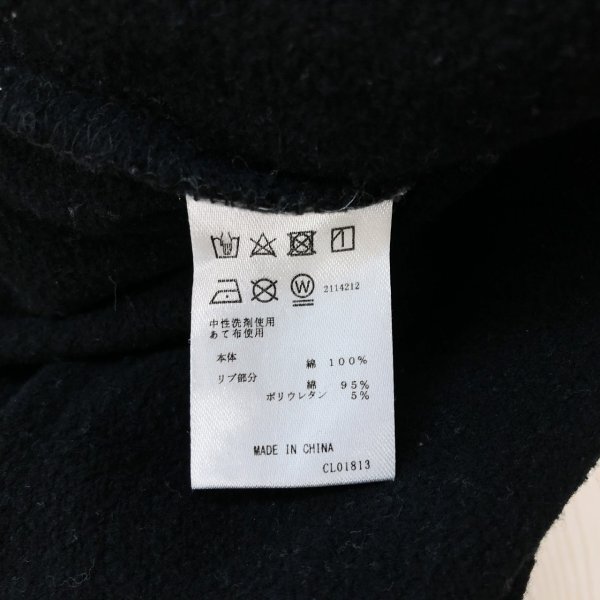 W 2114212
中性洗剤使用
あて布使用
本体 綿 100%
リブ部分 綿 95%
ポリウレタン 5%
MADE IN CHINA
CL01813